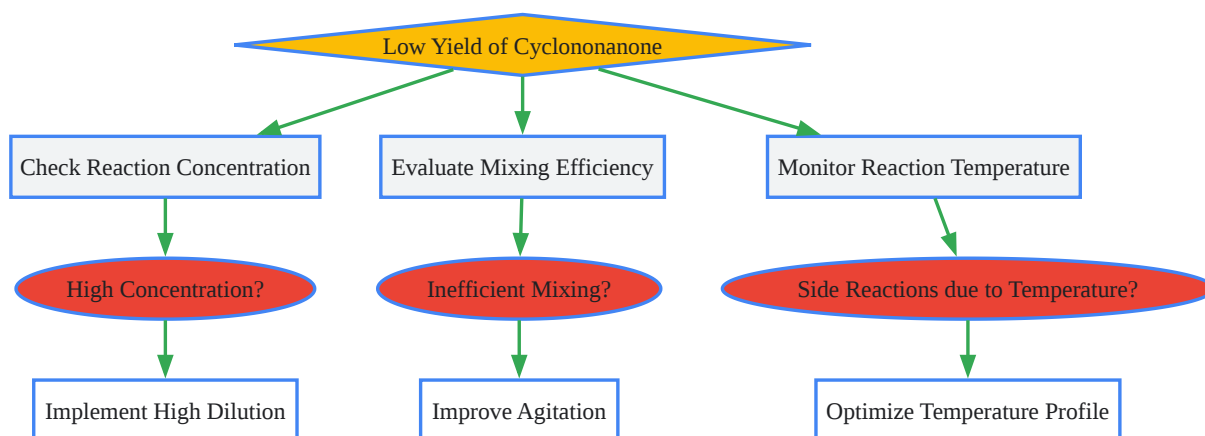 Low Yield of Cyclononanone
Check Reaction Concentration
Evaluate Mixing Efficiency
Monitor Reaction Temperature
High Concentration?
Inefficient Mixing?
Side Reactions due to Temperature?
Implement High Dilution
Improve Agitation
Optimize Temperature Profile